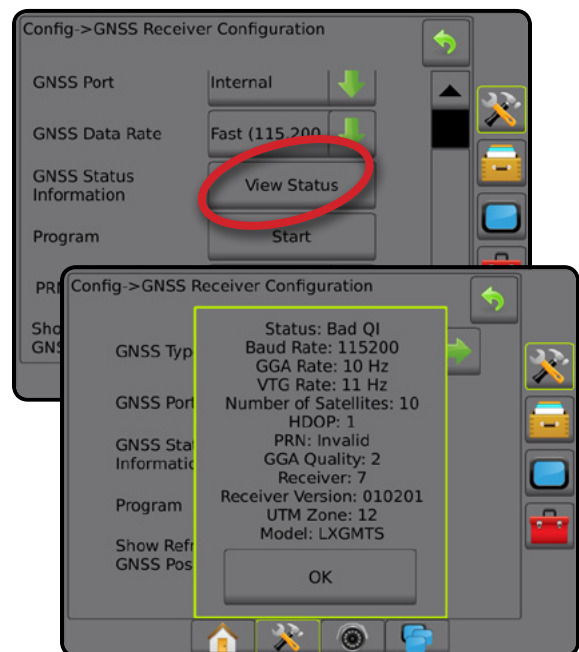 Config->GNSS Receiver Configuration
GNSS Port
Internal
GNSS Data Rate
Fast (115,200
GNSS Status
Information
View Status
Program
Start
Config->GNSS Receiver Configuration
GNSS Typ
GNSS Port
GNSS Sta
Informatio
Program
Show Refr
GNSS Pos
Status: Bad QI
Baud Rate: 115200
GGA Rate: 10 Hz
VTG Rate: 11 Hz
Number of Satellites: 10
HDOP: 1
PRN: Invalid
GGA Quality: 2
Receiver: 7
Receiver Version: 010201
UTM Zone: 12
Model: LXGMTS
OK